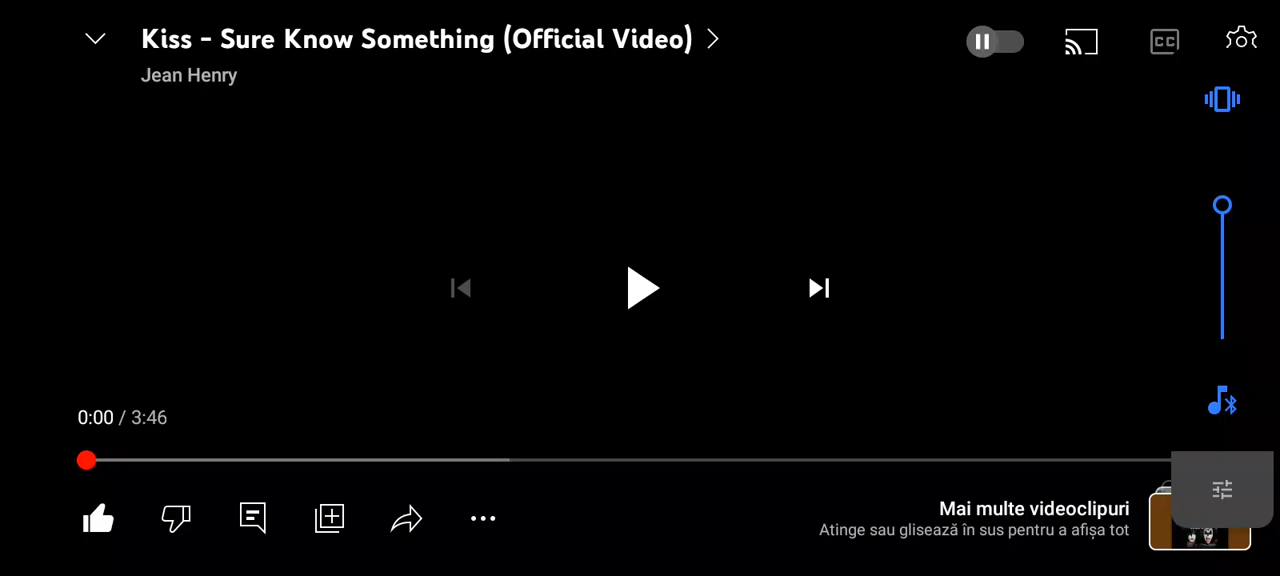 Kiss - Sure Know Something (Official Video)
Jean Henry
CC
0:00 / 3:46
Mai multe videoclipuri
Atinge sau glisează în sus pentru a afișa tot